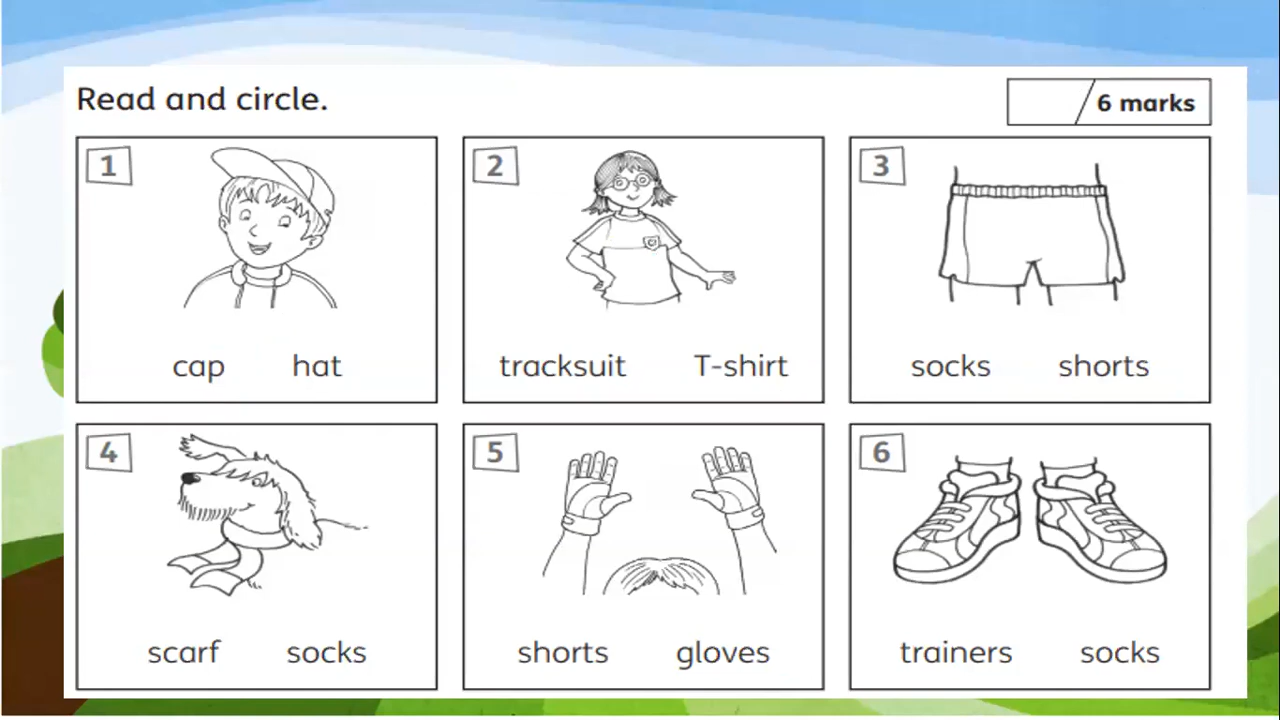 Read and circle.
6 marks
1
2
3
cap hat
tracksuit T-shirt
socks shorts
4
5
6
scarf socks
shorts gloves
trainers socks